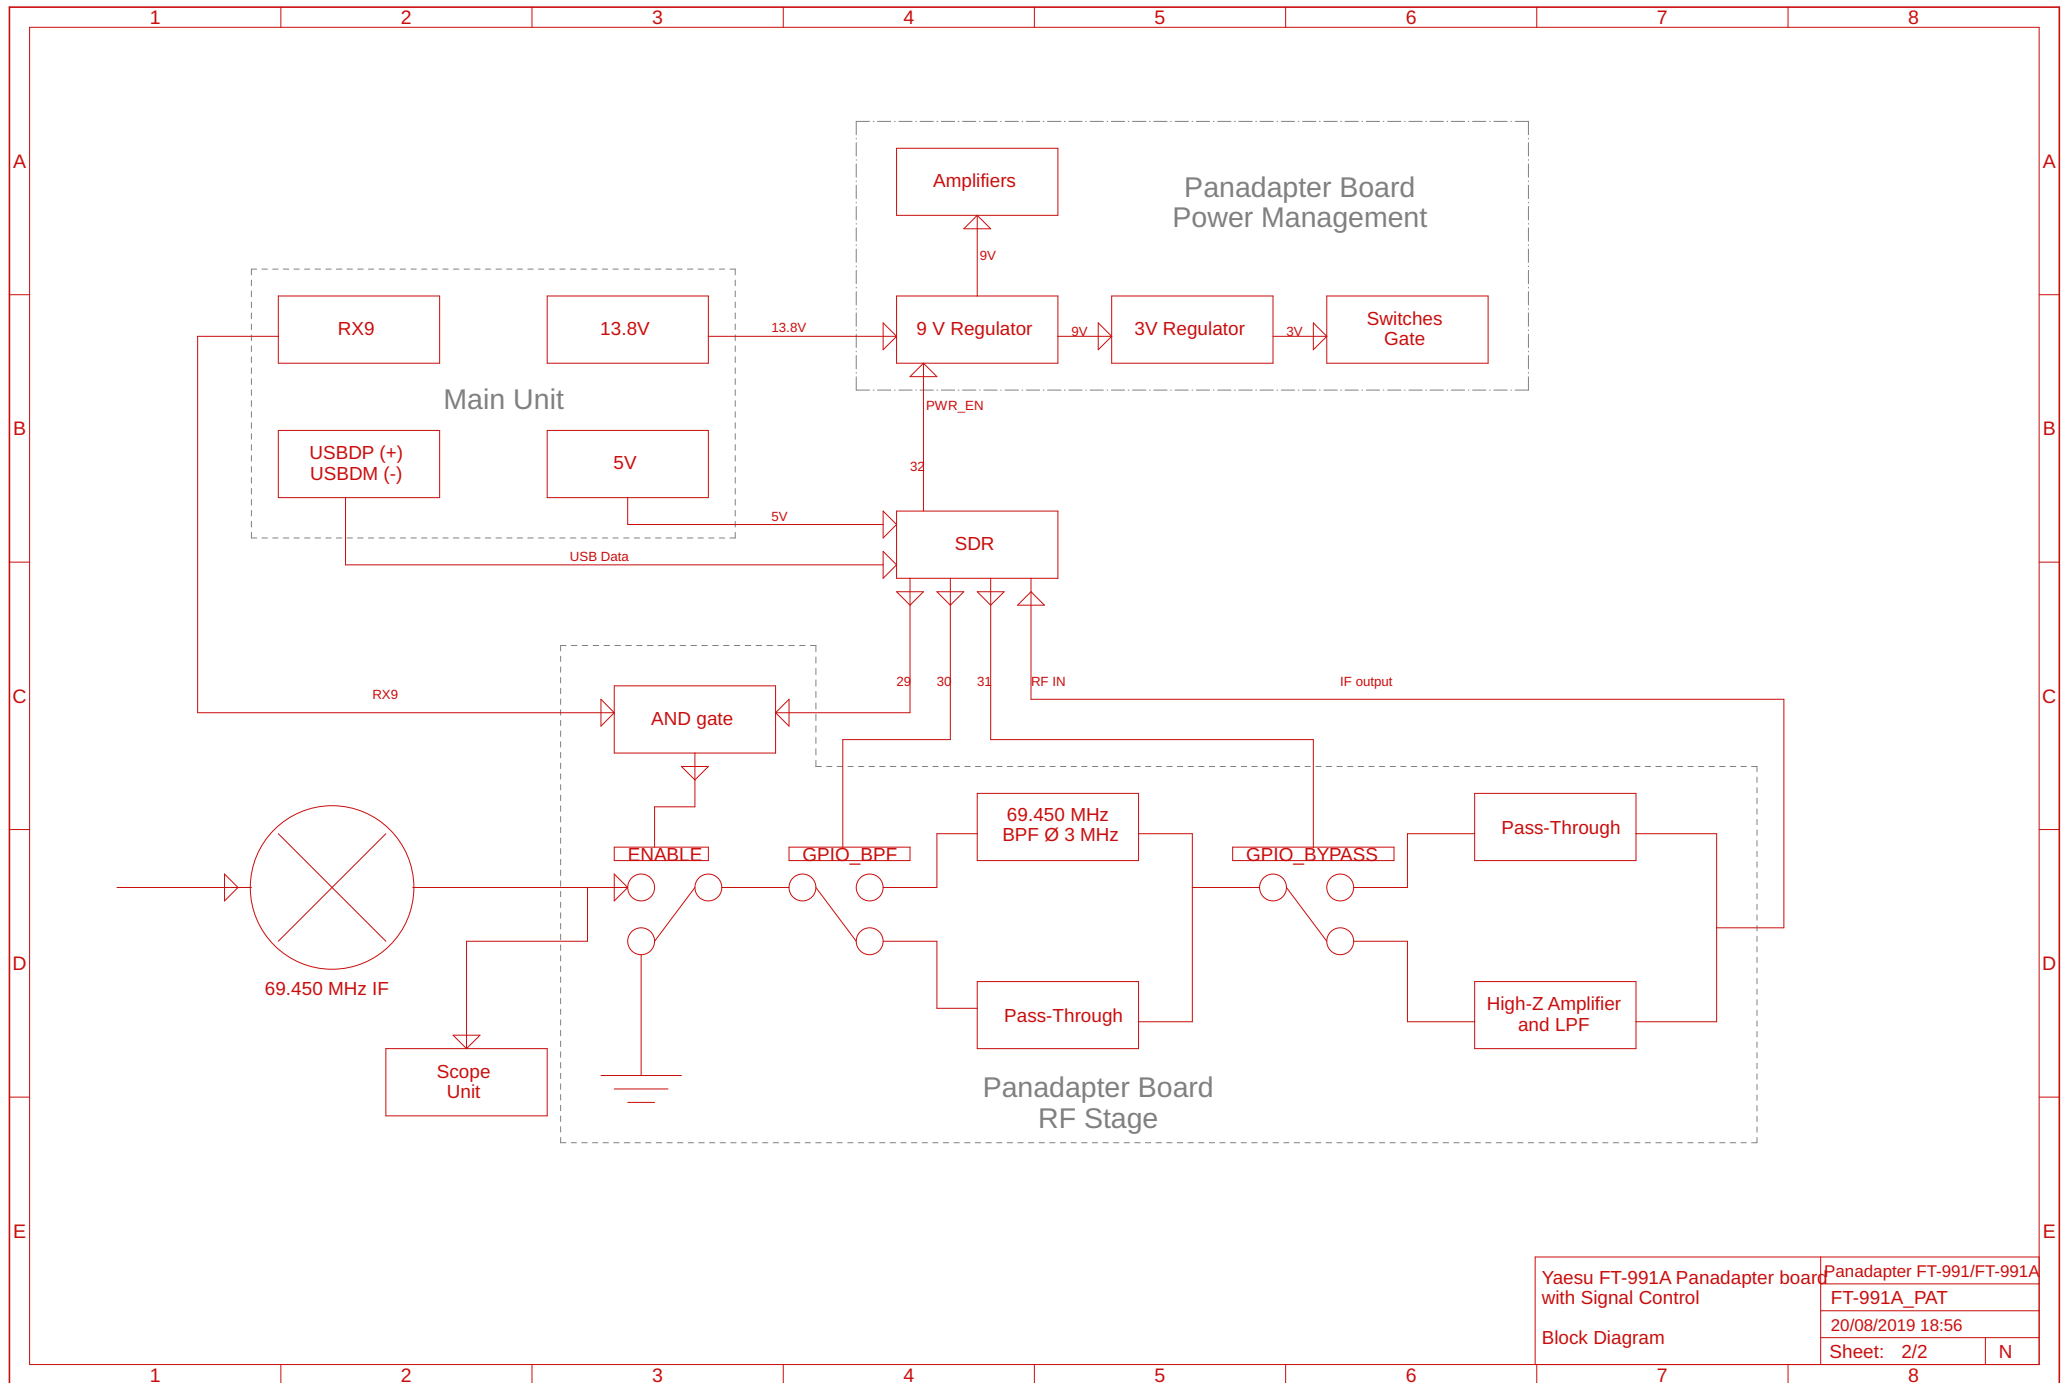 1 2 3 4 5 6 7 8
A A
Amplifiers
Panadapter Board
Power Management
9V
RX9
13.8V
13.8V
9 V Regulator
9V
3V Regulator
3V
Switches
Gate
Main Unit
PWR_EN
B B
USBDP (+)
USBDM (-)
5V
32
5V
SDR
USB Data
C C
RX9
29
30
31
RF IN
IF output
AND gate
69.450 MHz
BPF Ø 3 MHz
Pass-Through
ENABLE
GPIO_BPF
GPIO_BYPASS
D D
69.450 MHz IF
Pass-Through
High-Z Amplifier
and LPF
Scope
Unit
Panadapter Board
RF Stage
E E
Yaesu FT-991A Panadapter board
with Signal Control
Block Diagram
Panadapter FT-991/FT-991A
FT-991A_PAT
20/08/2019 18:56
Sheet: 2/2 N
1 2 3 4 5 6 7 8